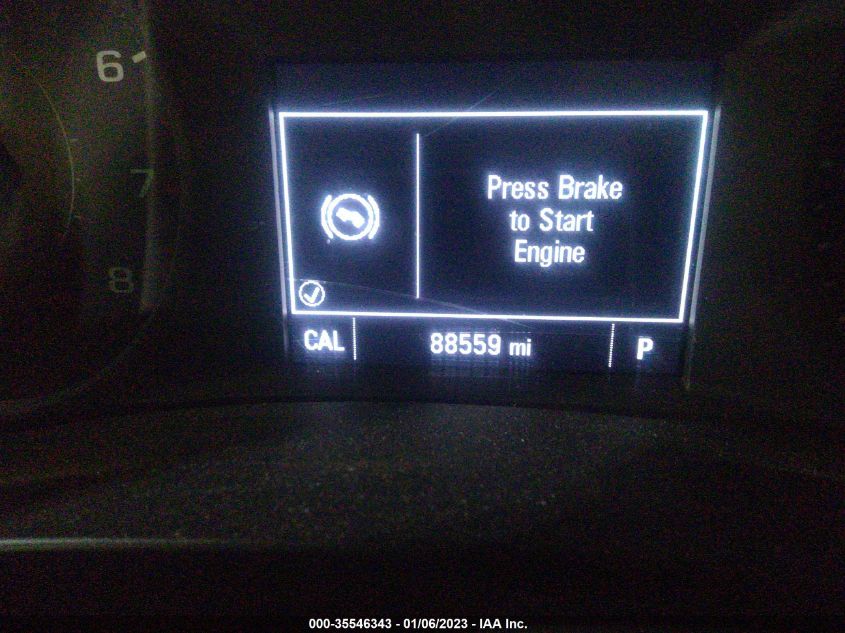 6
7
8
Press Brake
to Start
Engine
CAL 88559 mi P
000-35546343 - 01/06/2023 - IAA Inc.